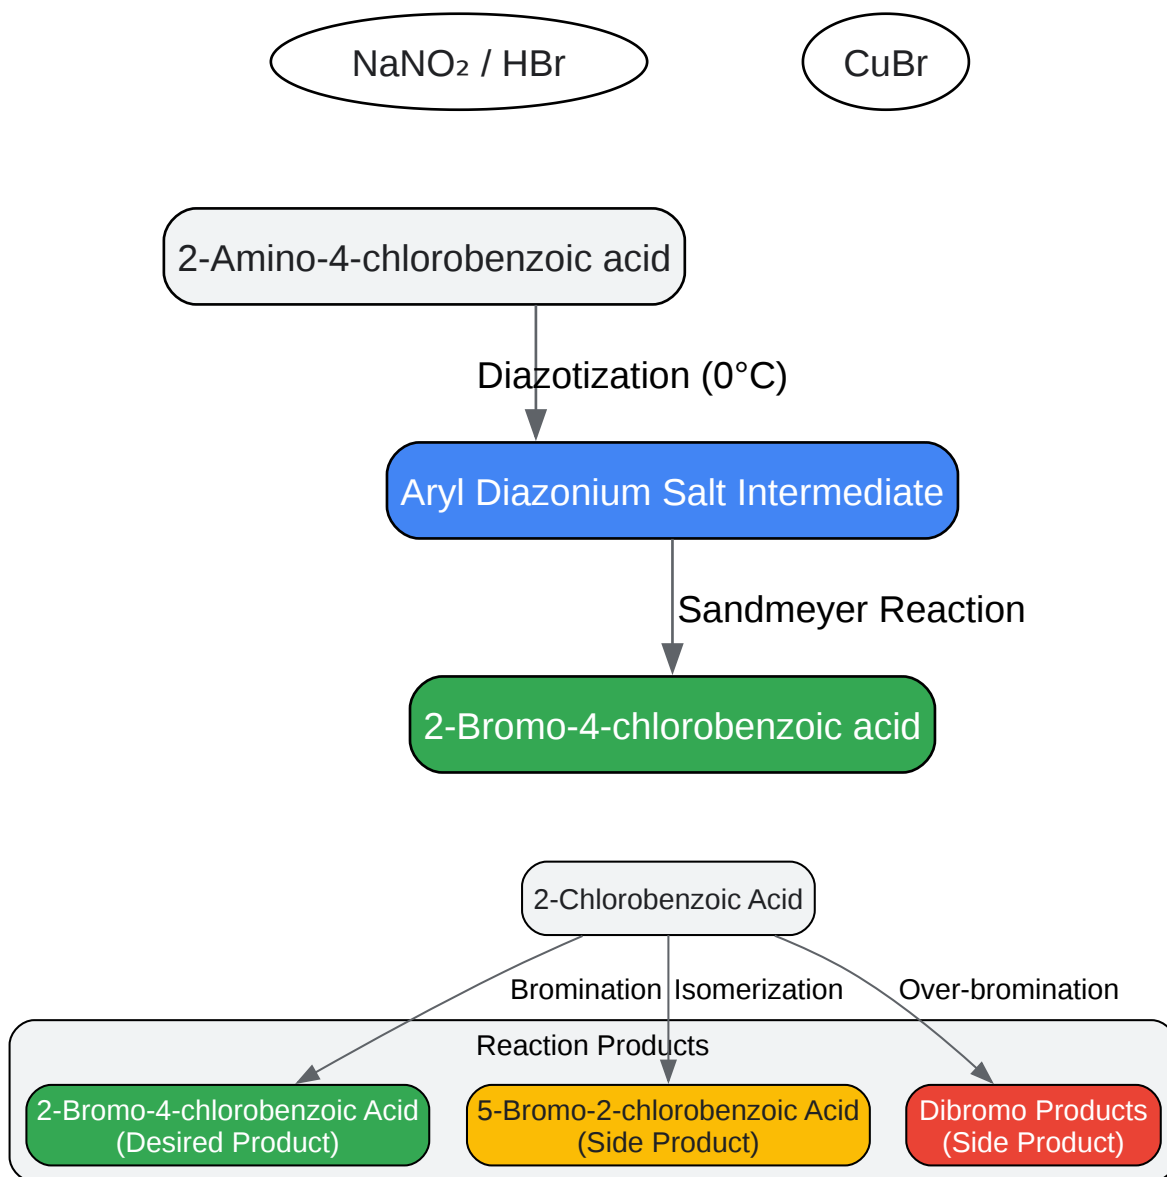 NaNO₂ / HBr
CuBr
2-Amino-4-chlorobenzoic acid
Diazotization (0°C)
Aryl Diazonium Salt Intermediate
Sandmeyer Reaction
2-Bromo-4-chlorobenzoic acid
2-Chlorobenzoic Acid
Bromination
Isomerization
Over-bromination
Reaction Products
2-Bromo-4-chlorobenzoic Acid
(Desired Product)
5-Bromo-2-chlorobenzoic Acid
(Side Product)
Dibromo Products
(Side Product)